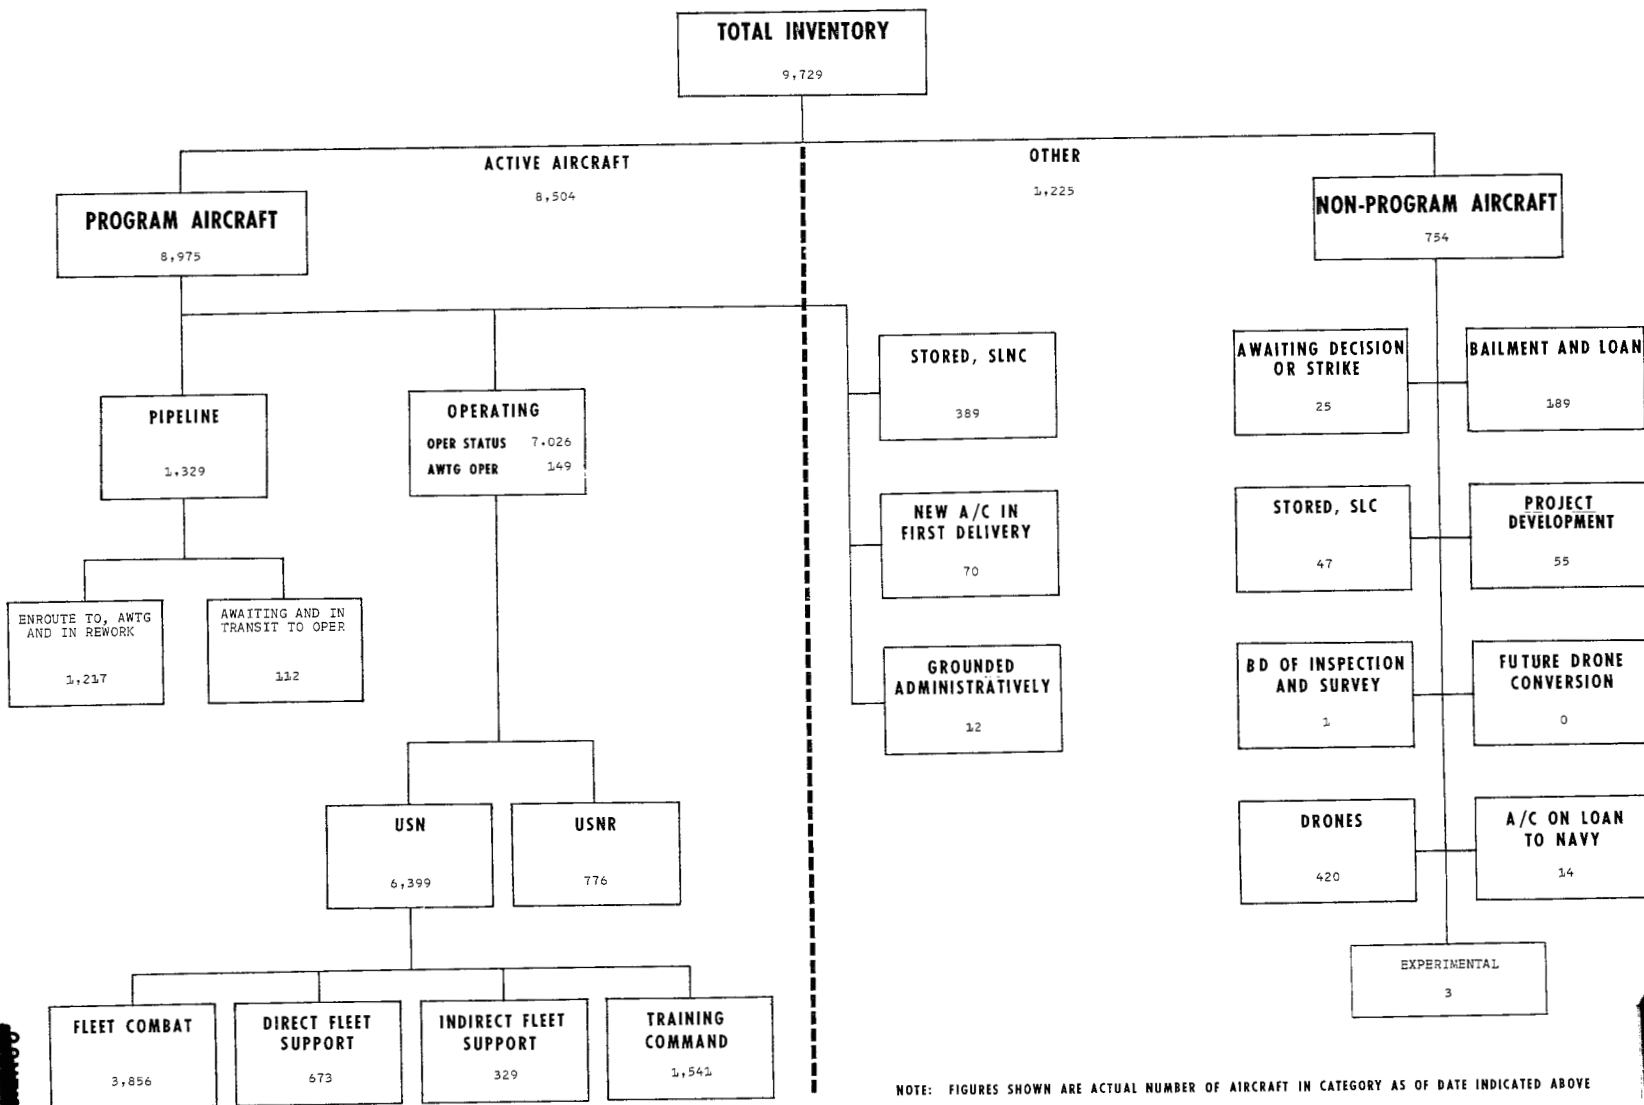 TOTAL INVENTORY
9,729
ACTIVE AIRCRAFT
8,504
OTHER
1,225
PROGRAM AIRCRAFT
8,975
NON-PROGRAM AIRCRAFT
754
PIPELINE
1,329
OPERATING
OPER STATUS 7.026
AWTG OPER 149
STORED, SLNC
389
NEW A/C IN
FIRST DELIVERY
70
GROUNDED
ADMINISTRATIVELY
12
AWAITING DECISION
OR STRIKE
25
BAILMENT AND LOAN
189
STORED, SLC
47
PROJECT
DEVELOPMENT
55
BD OF INSPECTION
AND SURVEY
1
FUTURE DRONE
CONVERSION
0
DRONES
420
A/C ON LOAN
TO NAVY
14
EXPERIMENTAL
3
ENROUTE TO, AWTG
AND IN REWORK
1,217
AWAITING AND IN
TRANSIT TO OPER
112
USN
6,399
USNR
776
FLEET COMBAT
3,856
DIRECT FLEET
SUPPORT
673
INDIRECT FLEET
SUPPORT
329
TRAINING
COMMAND
1,541
NOTE: FIGURES SHOWN ARE ACTUAL NUMBER OF AIRCRAFT IN CATEGORY AS OF DATE INDICATED ABOVE